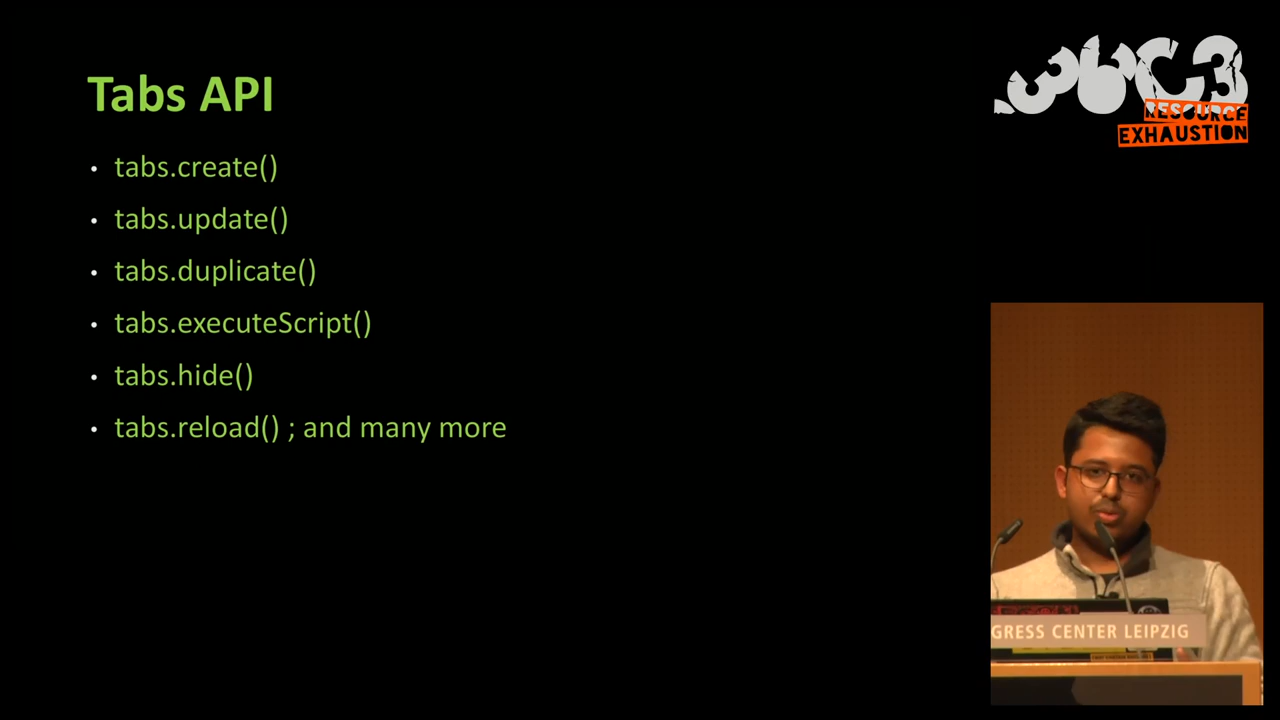 Tabs API
• tabs.create()
• tabs.update()
• tabs.duplicate()
• tabs.executeScript()
• tabs.hide()
• tabs.reload() ; and many more
36C3
RESOURCE
EXHAUSTION
GRESS CENTER LEIPZIG